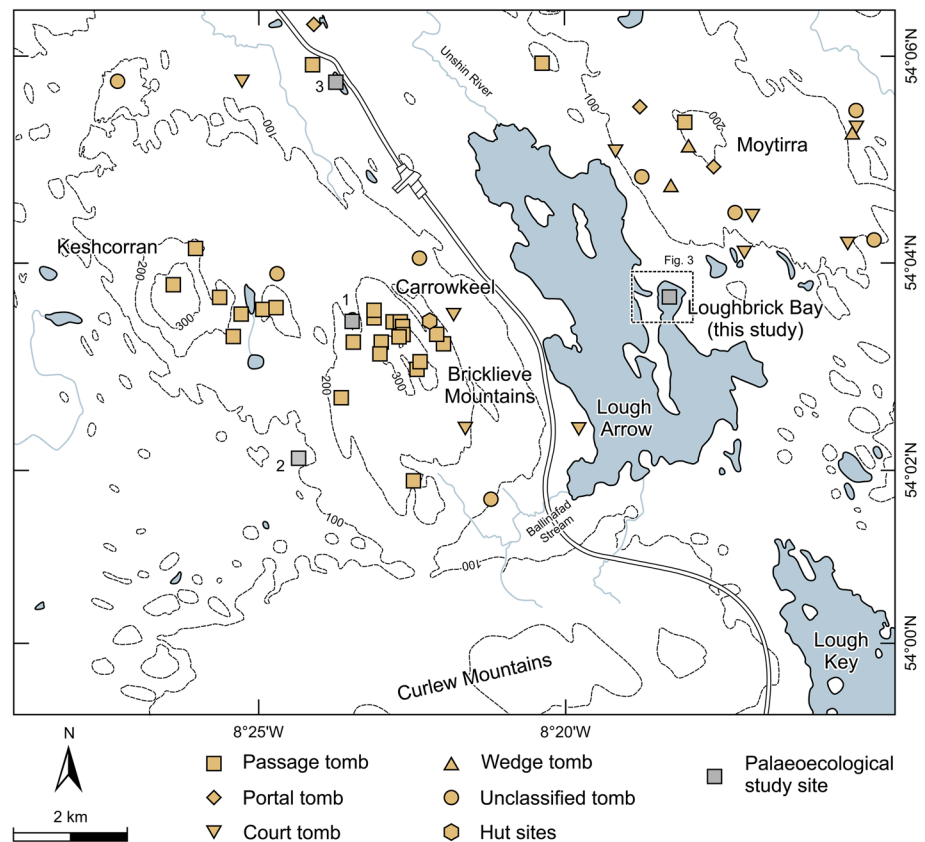 54°06'N
Unshin River
3
100
100
200
Moytirra
Keshcorran
200
54°04'N
Fig. 3
Carrowkeel
1
300
Loughbrick Bay
(this study)
200
300
Bricklieve
Mountains
Lough
Arrow
2
54°02'N
100
Ballinafad
Stream
100
Lough
Key
54°00'N
Curlew Mountains
8°25'W
8°20'W
N
2 km
Passage tomb
Portal tomb
Court tomb
Wedge tomb
Unclassified tomb
Hut sites
Palaeoecological
study site